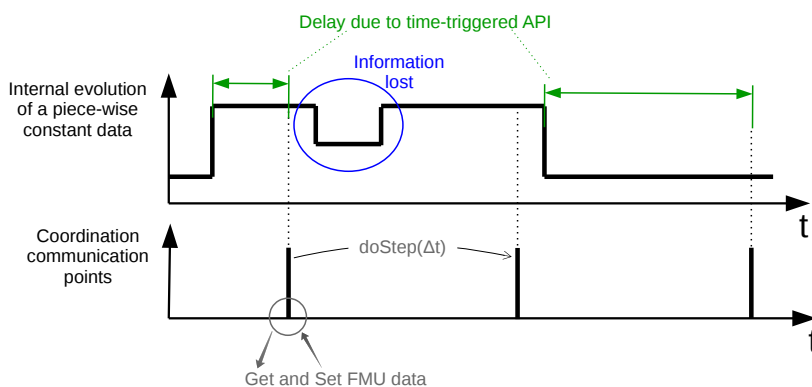 Delay due to time-triggered API
Information
lost
Internal evolution
of a piece-wise
constant data
t
Coordination
communication
points
doStep(Δt)
t
Get and Set FMU data